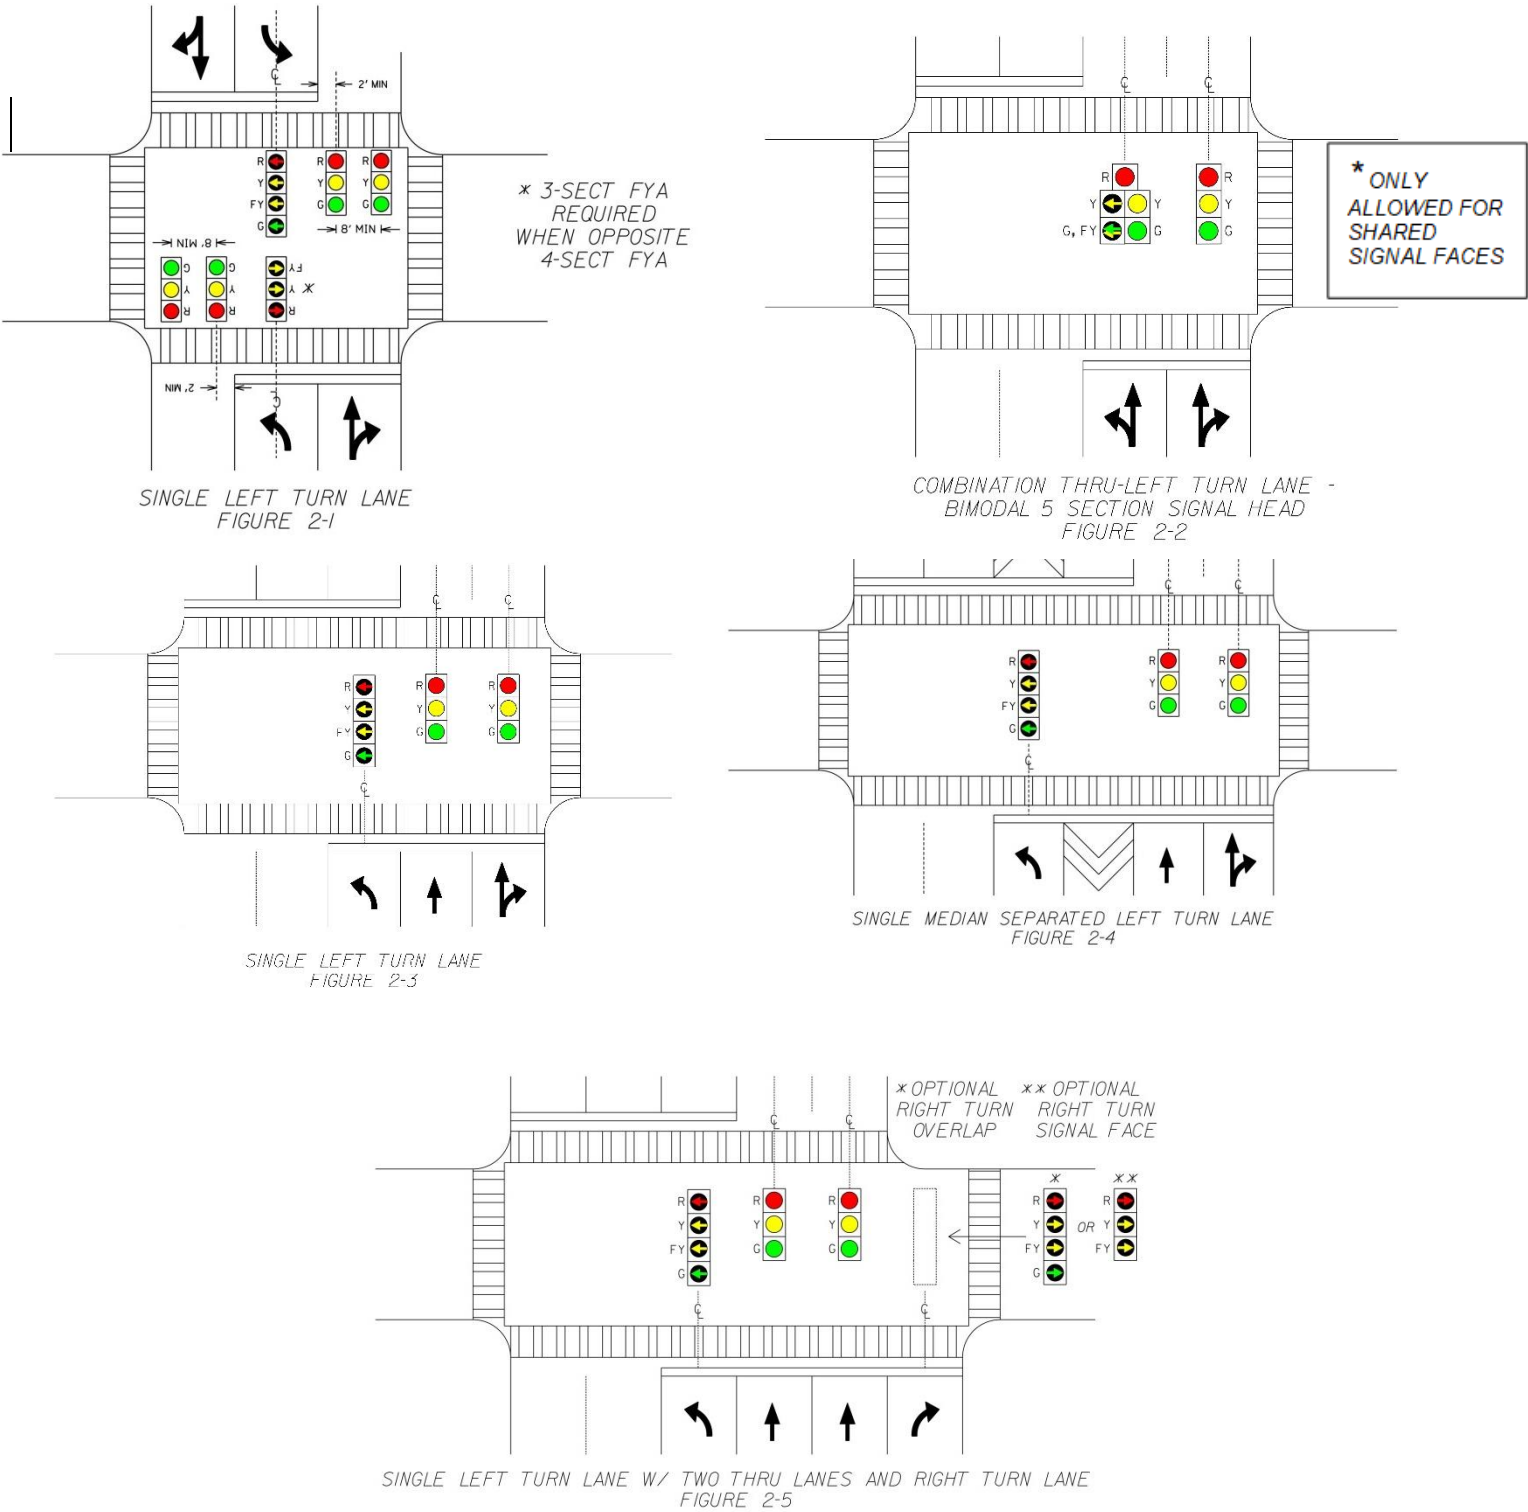 ℄
2' MIN
R R R
Y Y Y
FY G G
G
8' MIN
8' MIN
G G FY
Y Y Y *
R R R
2' MIN
℄
* 3-SECT FYA
REQUIRED
WHEN OPPOSITE
4-SECT FYA
SINGLE LEFT TURN LANE
FIGURE 2-1
℄ ℄
R R
Y Y Y
G, FY G G
* ONLY
ALLOWED FOR
SHARED
SIGNAL FACES
COMBINATION THRU-LEFT TURN LANE -
BIMODAL 5 SECTION SIGNAL HEAD
FIGURE 2-2
℄ ℄
R R R
Y Y Y
FY G G
G
℄
SINGLE LEFT TURN LANE
FIGURE 2-3
℄ ℄
R R R
Y Y Y
FY G G
G
℄
SINGLE MEDIAN SEPARATED LEFT TURN LANE
FIGURE 2-4
* OPTIONAL
RIGHT TURN
OVERLAP
** OPTIONAL
RIGHT TURN
SIGNAL FACE
℄ ℄
* **
R R R R R
Y Y Y Y OR Y
FY G G FY FY
G G
℄ ℄
SINGLE LEFT TURN LANE W/ TWO THRU LANES AND RIGHT TURN LANE
FIGURE 2-5